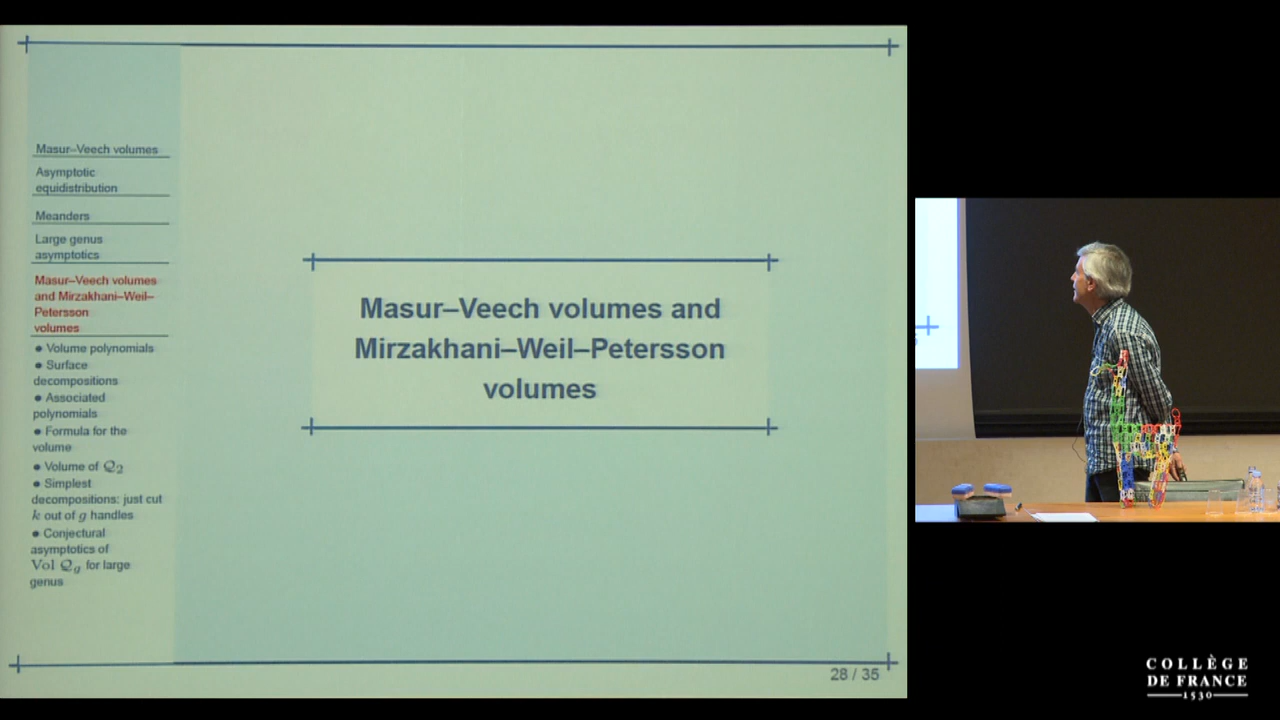 Masur–Veech volumes
Asymptotic
equidistribution
Meanders
Large genus
asymptotics
Masur–Veech volumes
and Mirzakhani–Weil–
Petersson
volumes
● Volume polynomials
● Surface
decompositions
● Associated
polynomials
● Formula for the
volume
● Volume of Q₂
● Simplest
decompositions: just cut
k out of g handles
● Conjectural
asymptotics of
Vol Q_g for large
genus
Masur–Veech volumes and
Mirzakhani–Weil–Petersson
volumes
28 / 35
COLLÈGE
DE FRANCE
1530